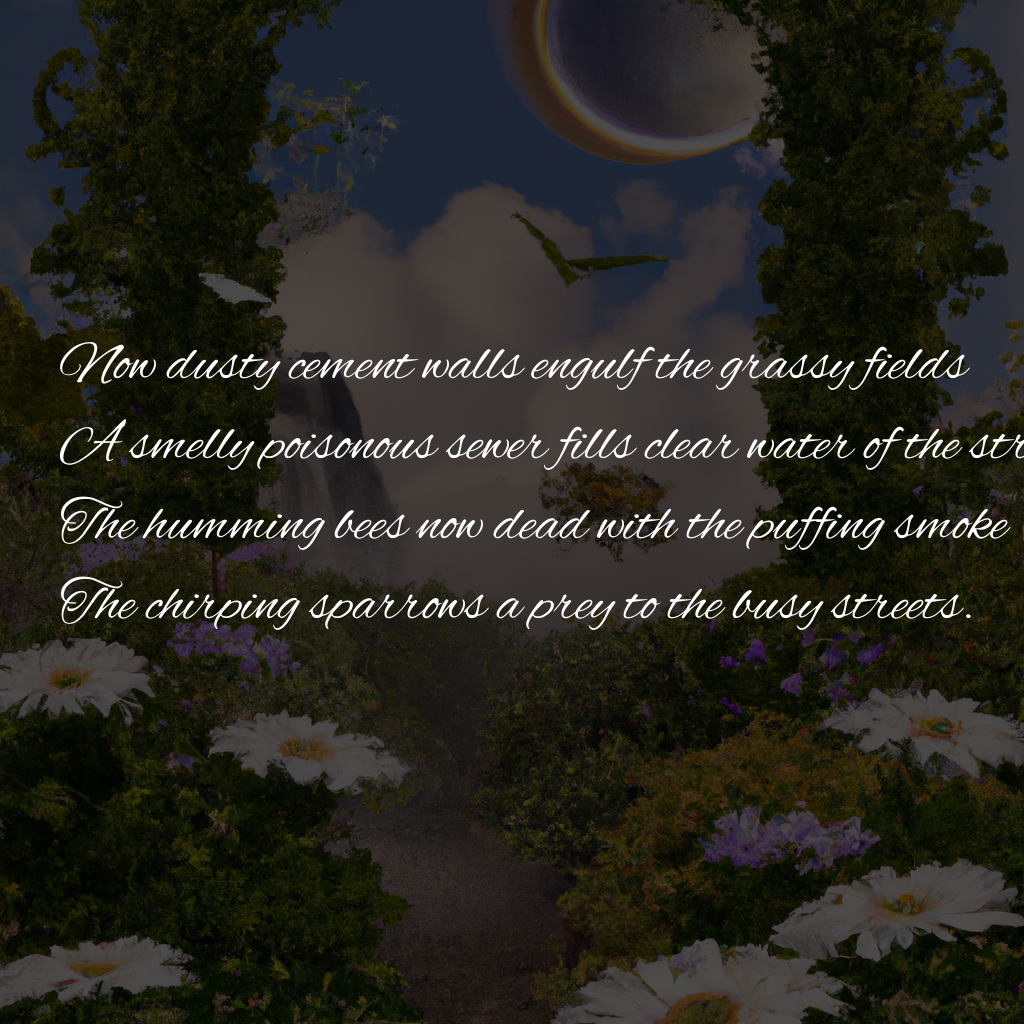 Now dusty cement walls engulf the grassy fields
A smelly poisonous sewer fills clear water of the
The humming bees now dead with the puffing smoke
The chirping sparrows a prey to the busy streets.